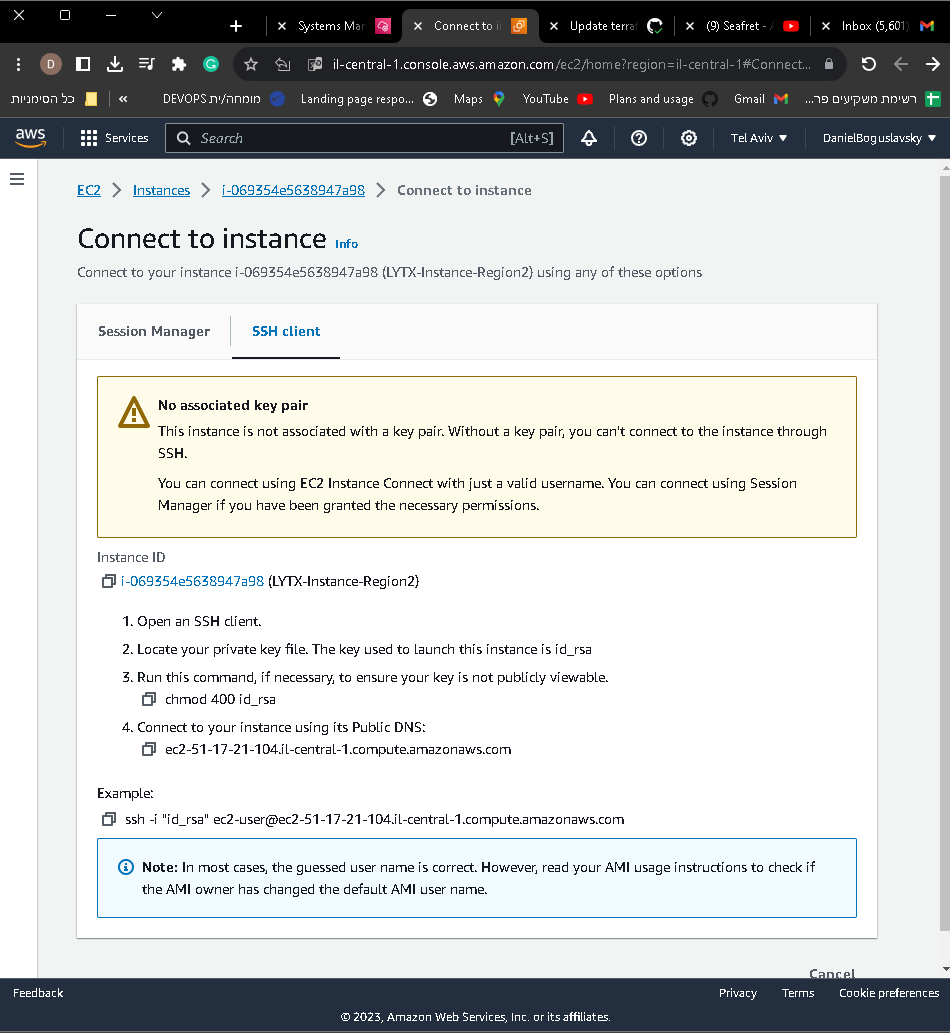 Systems Mar
Connect to i
Update terra
(9) Seafret -
Inbox (5,601)
D
il-central-1.console.aws.amazon.com/ec2/home?region=il-central-1#Connect...
כל הסימניות
«
מומחה/ית DEVOPS
Landing page respo...
Maps
YouTube
Plans and usage
Gmail
רשימת משקיעים פר...
aws
Services
Search
[Alt+S]
Tel Aviv
DanielBoguslavsky
EC2 > Instances > i-069354e5638947a98 > Connect to instance
Connect to instance Info
Connect to your instance i-069354e5638947a98 (LYTX-Instance-Region2) using any of these options
Session Manager
SSH client
No associated key pair
This instance is not associated with a key pair. Without a key pair, you can't connect to the instance through
SSH.
You can connect using EC2 Instance Connect with just a valid username. You can connect using Session
Manager if you have been granted the necessary permissions.
Instance ID
i-069354e5638947a98 (LYTX-Instance-Region2)
1. Open an SSH client.
2. Locate your private key file. The key used to launch this instance is id_rsa
3. Run this command, if necessary, to ensure your key is not publicly viewable.
chmod 400 id_rsa
4. Connect to your instance using its Public DNS:
ec2-51-17-21-104.il-central-1.compute.amazonaws.com
Example:
ssh -i "id_rsa" ec2-user@ec2-51-17-21-104.il-central-1.compute.amazonaws.com
Note: In most cases, the guessed user name is correct. However, read your AMI usage instructions to check if
the AMI owner has changed the default AMI user name.
Cancel
Feedback
Privacy
Terms
Cookie preferences
© 2023, Amazon Web Services, Inc. or its affiliates.